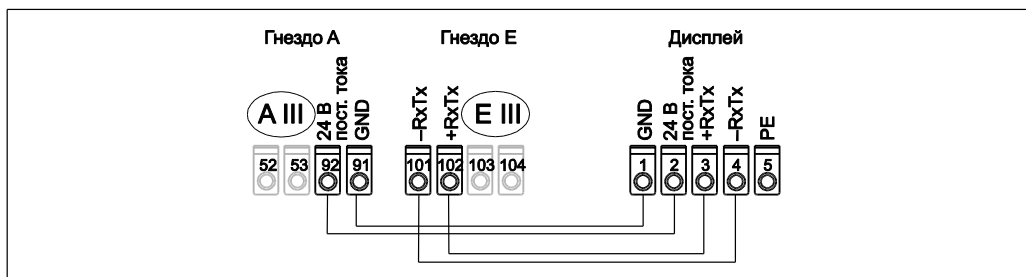 Гнездо А
Гнездо Е
Дисплей
A III
24 В
пост. тока
GND
–RxTx
+RxTx
E III
GND
24 В
пост. тока
+RxTx
–RxTx
PE
52 53 92 91
101 102 103 104
1 2 3 4 5